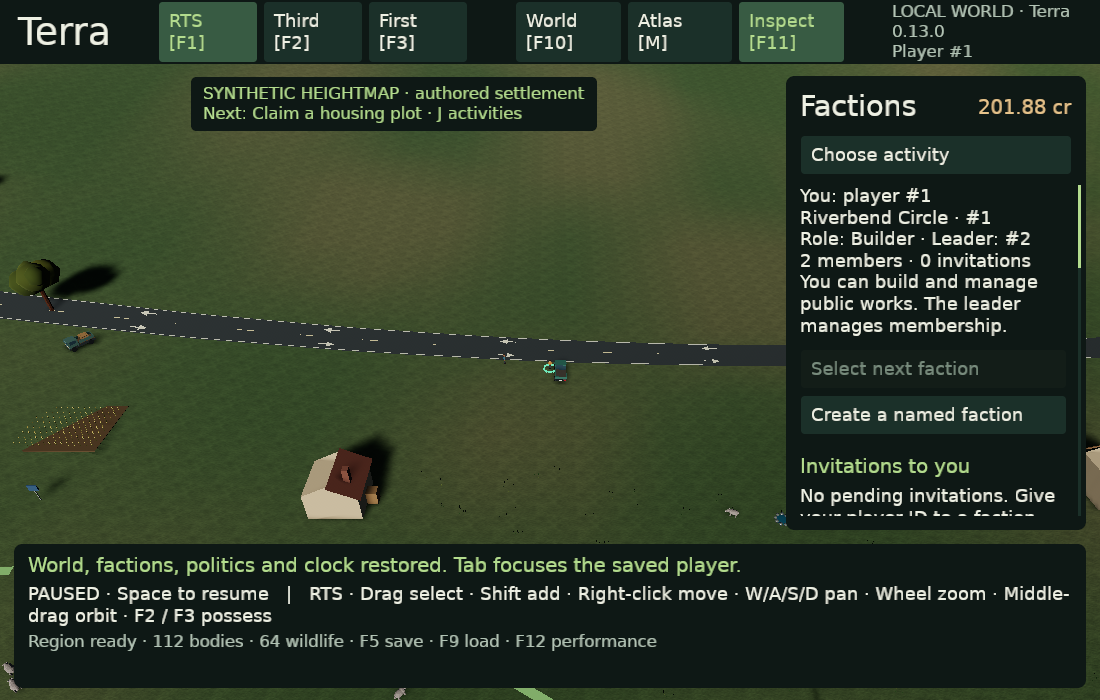 Terra
RTS
[F1]
Third
[F2]
First
[F3]
World
[F10]
Atlas
[M]
Inspect
[F11]
LOCAL WORLD · Terra
0.13.0
Player #1
SYNTHETIC HEIGHTMAP · authored settlement
Next: Claim a housing plot · J activities
Factions
201.88 cr
Choose activity
You: player #1
Riverbend Circle · #1
Role: Builder · Leader: #2
2 members · 0 invitations
You can build and manage
public works. The leader
manages membership.
Select next faction
Create a named faction
Invitations to you
No pending invitations. Give
your player ID to a faction
World, factions, politics and clock restored. Tab focuses the saved player.
PAUSED · Space to resume | RTS · Drag select · Shift add · Right-click move · W/A/S/D pan · Wheel zoom · Middle-
drag orbit · F2 / F3 possess
Region ready · 112 bodies · 64 wildlife · F5 save · F9 load · F12 performance